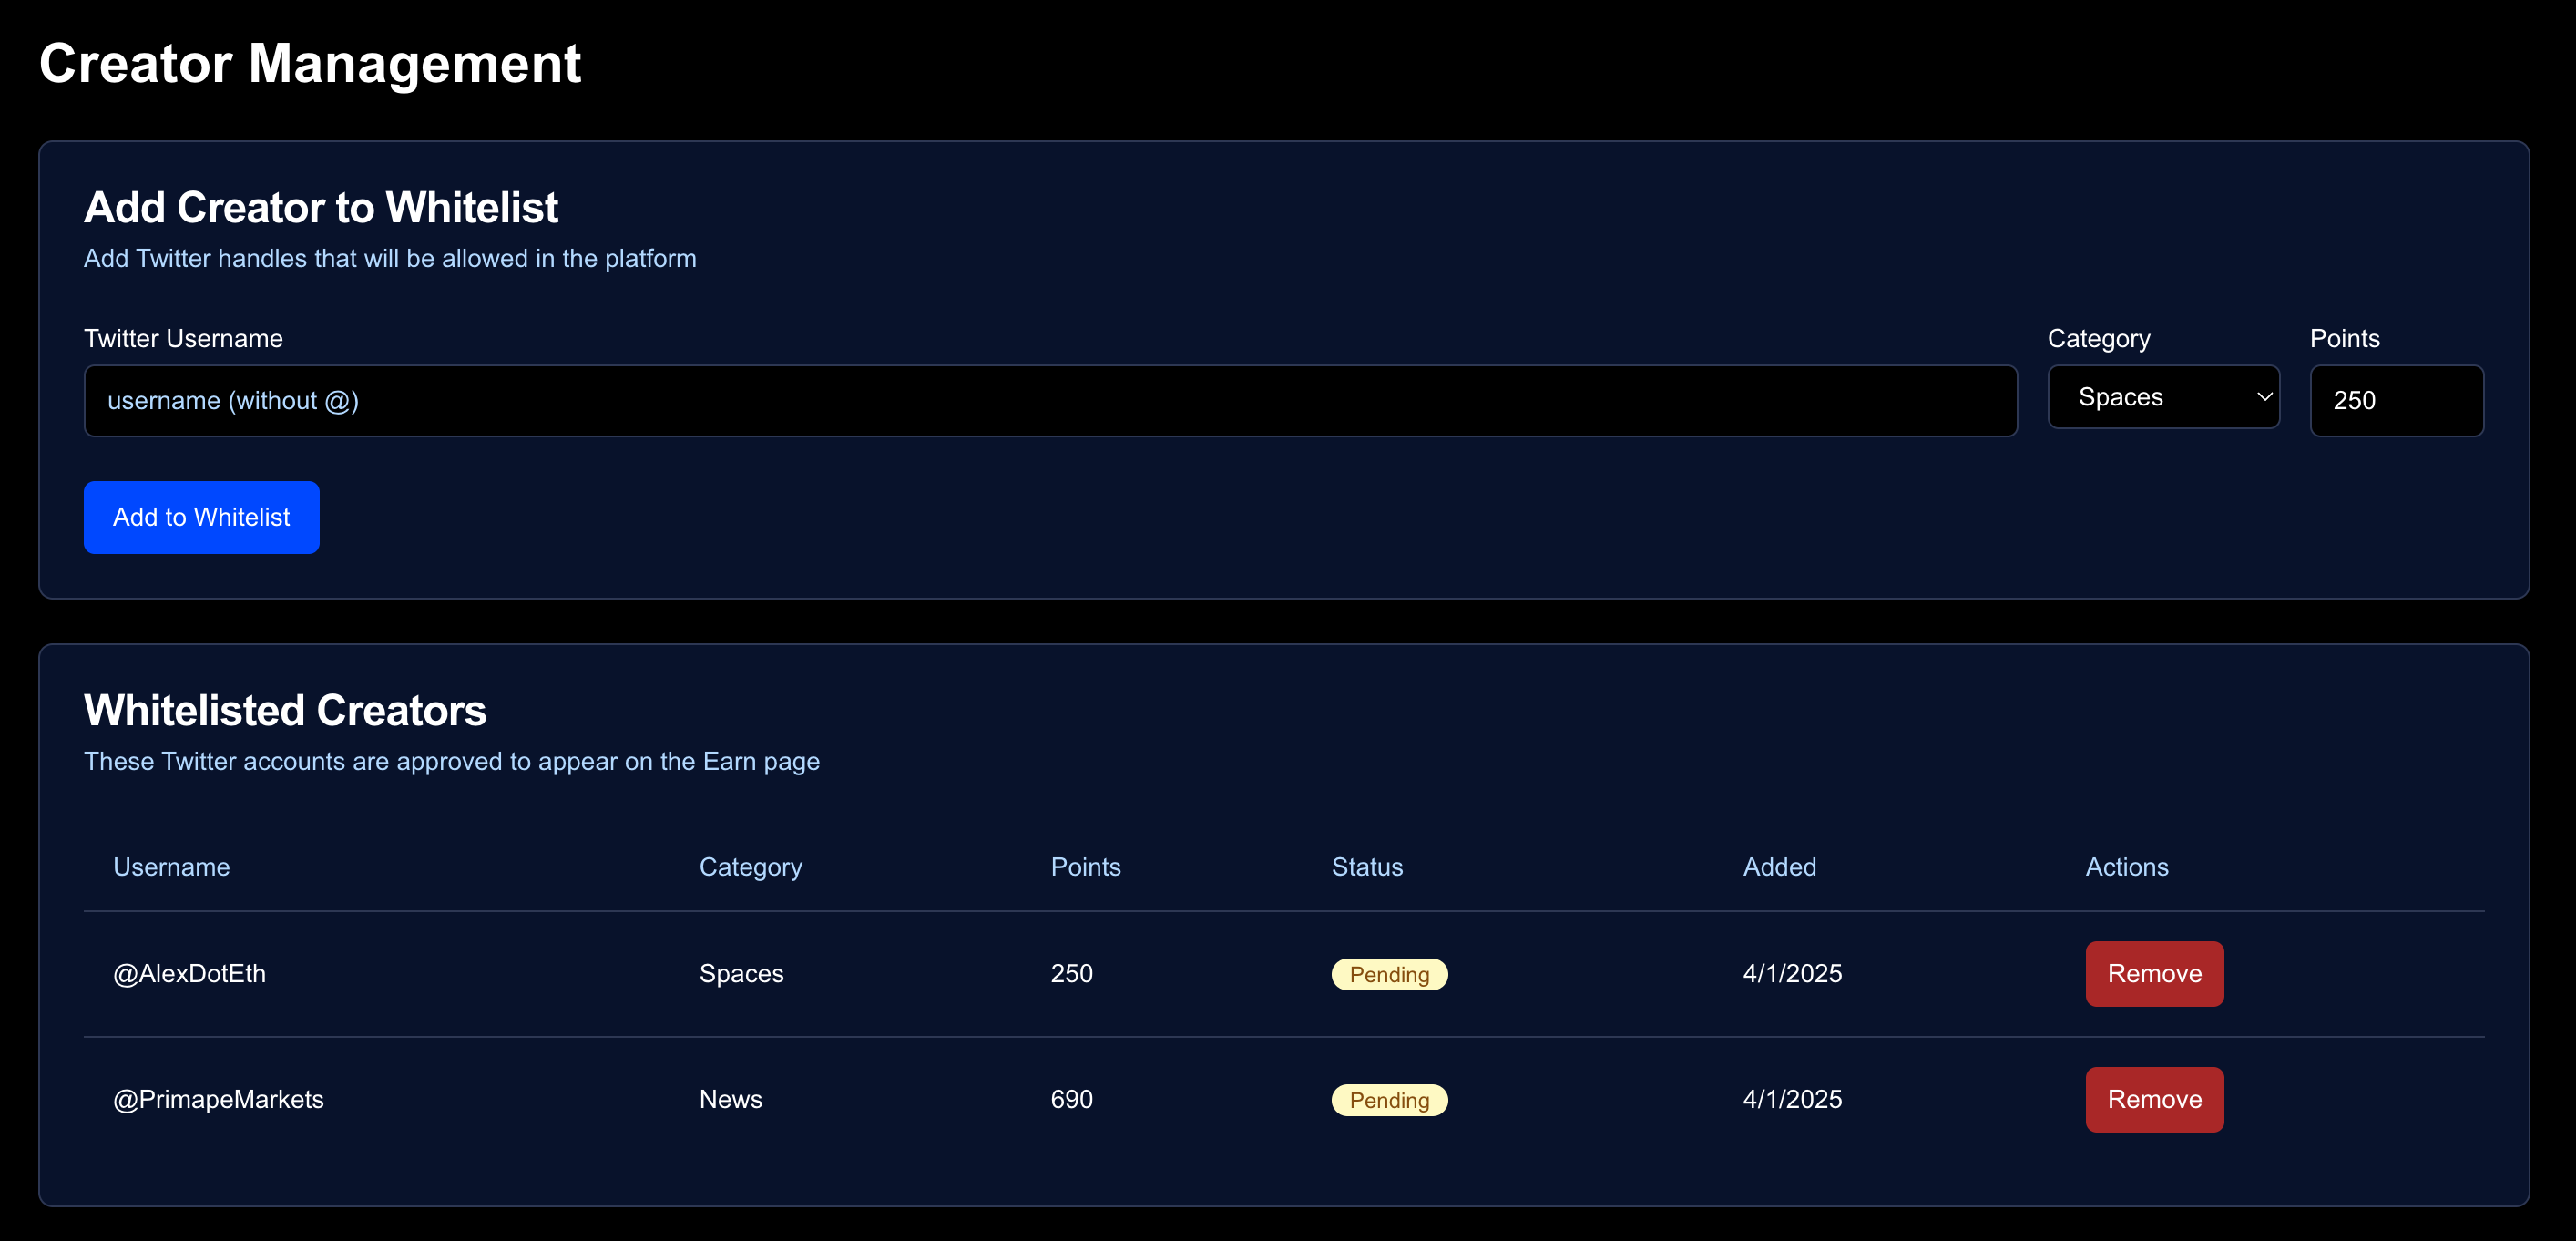 Creator Management
Add Creator to Whitelist
Add Twitter handles that will be allowed in the platform
Twitter Username Category Points
username (without @) Spaces 250
Add to Whitelist
Whitelisted Creators
These Twitter accounts are approved to appear on the Earn page
Username Category Points Status Added Actions
@AlexDotEth Spaces 250 Pending 4/1/2025 Remove
@PrimapeMarkets News 690 Pending 4/1/2025 Remove